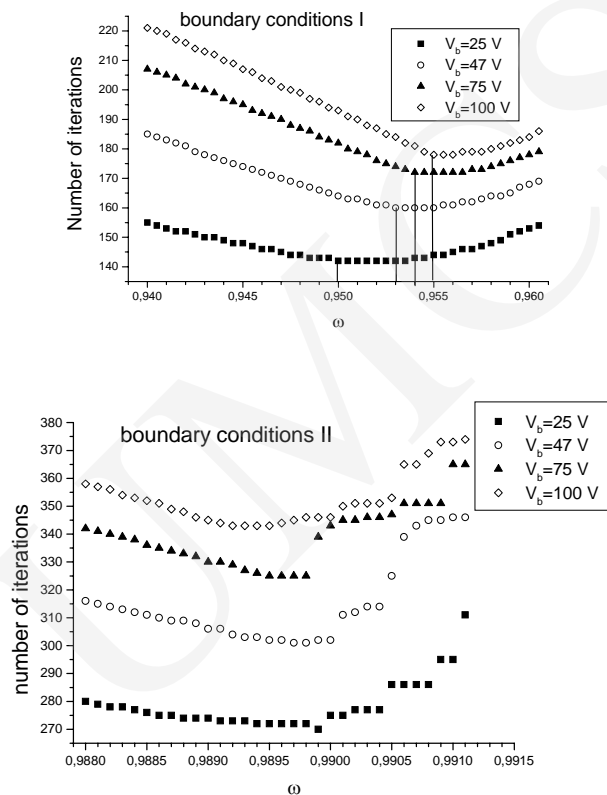 boundary conditions I
V_b=25 V
V_b=47 V
V_b=75 V
V_b=100 V
Number of iterations
220
210
200
190
180
170
160
150
140
0,940
0,945
0,950
0,955
0,960
ω
boundary conditions II
V_b=25 V
V_b=47 V
V_b=75 V
V_b=100 V
number of iterations
380
370
360
350
340
330
320
310
300
290
280
270
0,9880
0,9885
0,9890
0,9895
0,9900
0,9905
0,9910
0,9915
ω
UMCS